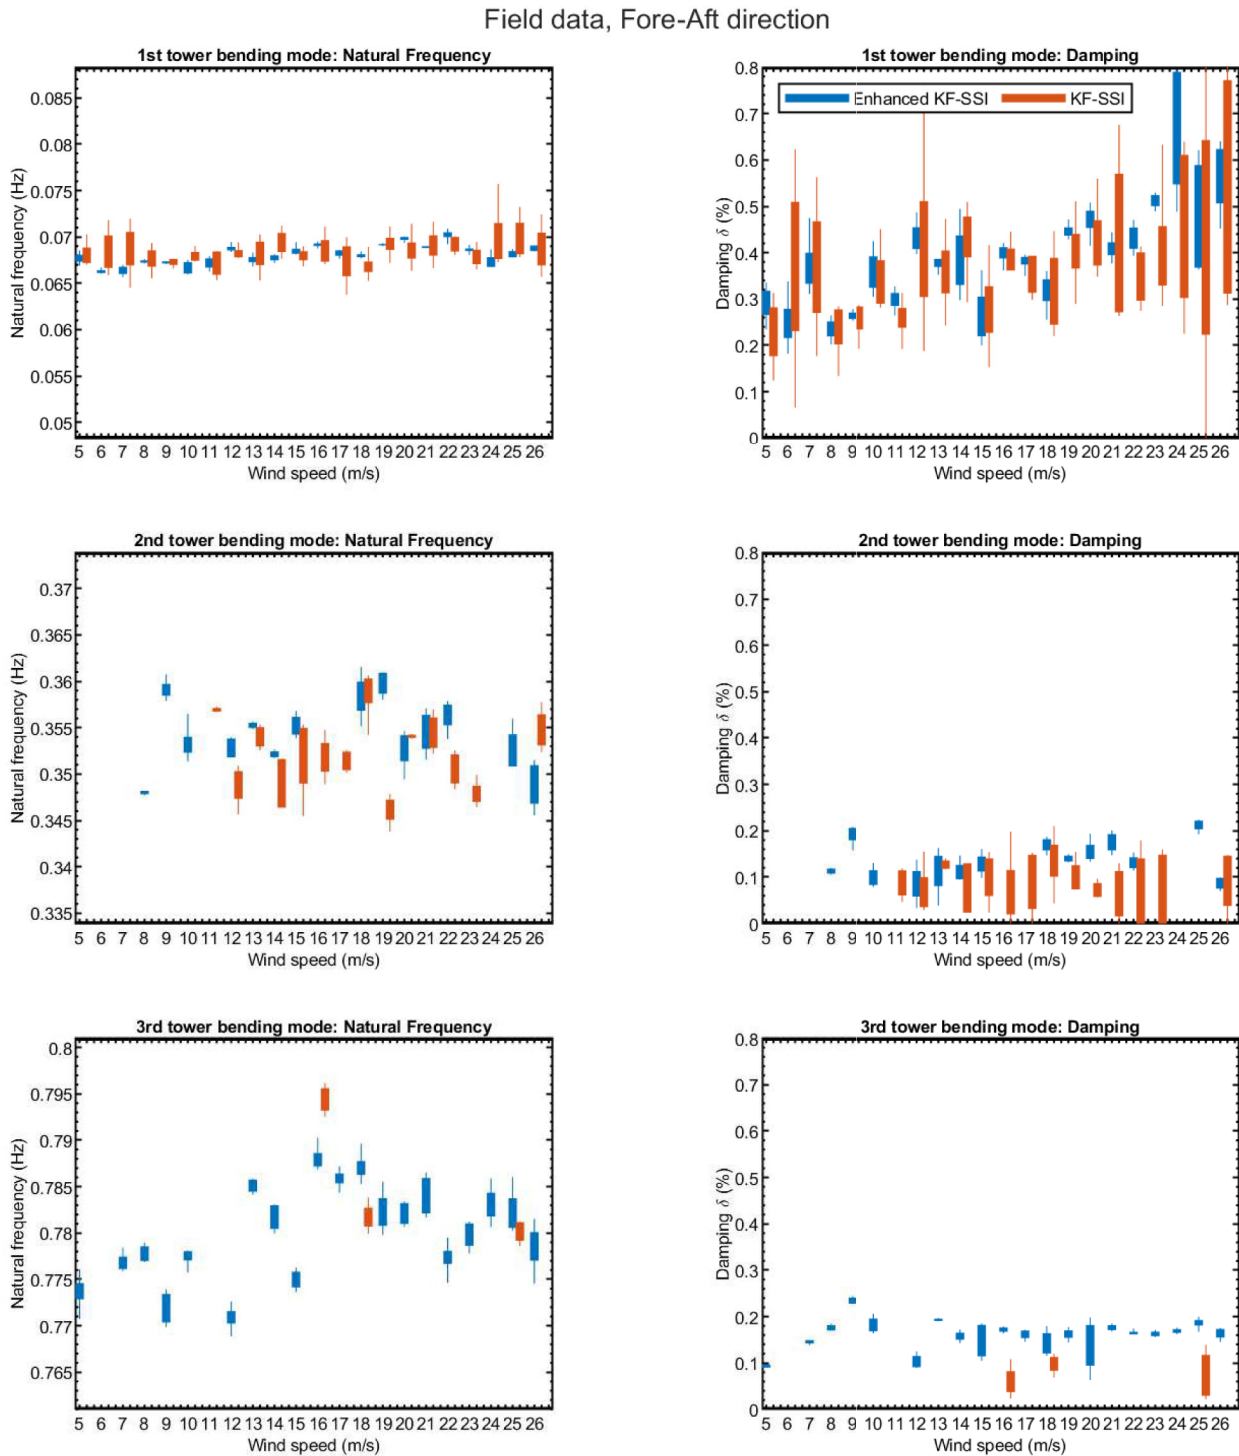 Field data, Fore-Aft direction
1st tower bending mode: Natural Frequency
0.085
0.08
0.075
0.07
0.065
0.06
0.055
0.05
Natural frequency (Hz)
5 6 7 8 9 10 11 12 13 14 15 16 17 18 19 20 21 22 23 24 25 26
Wind speed (m/s)
1st tower bending mode: Damping
Enhanced KF-SSI KF-SSI
0.8
0.7
0.6
0.5
0.4
0.3
0.2
0.1
0
Damping δ (%)
5 6 7 8 9 10 11 12 13 14 15 16 17 18 19 20 21 22 23 24 25 26
Wind speed (m/s)
2nd tower bending mode: Natural Frequency
0.37
0.365
0.36
0.355
0.35
0.345
0.34
0.335
Natural frequency (Hz)
5 6 7 8 9 10 11 12 13 14 15 16 17 18 19 20 21 22 23 24 25 26
Wind speed (m/s)
2nd tower bending mode: Damping
0.8
0.7
0.6
0.5
0.4
0.3
0.2
0.1
0
Damping δ (%)
5 6 7 8 9 10 11 12 13 14 15 16 17 18 19 20 21 22 23 24 25 26
Wind speed (m/s)
3rd tower bending mode: Natural Frequency
0.8
0.795
0.79
0.785
0.78
0.775
0.77
0.765
Natural frequency (Hz)
5 6 7 8 9 10 11 12 13 14 15 16 17 18 19 20 21 22 23 24 25 26
Wind speed (m/s)
3rd tower bending mode: Damping
0.8
0.7
0.6
0.5
0.4
0.3
0.2
0.1
0
Damping δ (%)
5 6 7 8 9 10 11 12 13 14 15 16 17 18 19 20 21 22 23 24 25 26
Wind speed (m/s)